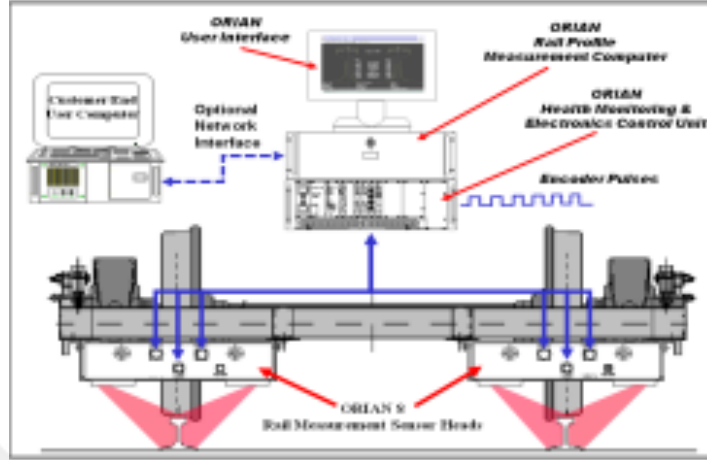 ORIAN
User Interface
ORIAN
Rail Profile
Measurement Computer
Customer End
User Computer
Optional
Network
Interface
ORIAN
Health Monitoring &
Electronics Control Unit
Encoder Pulses
ORIAN 8
Rail Measurement Sensor Heads